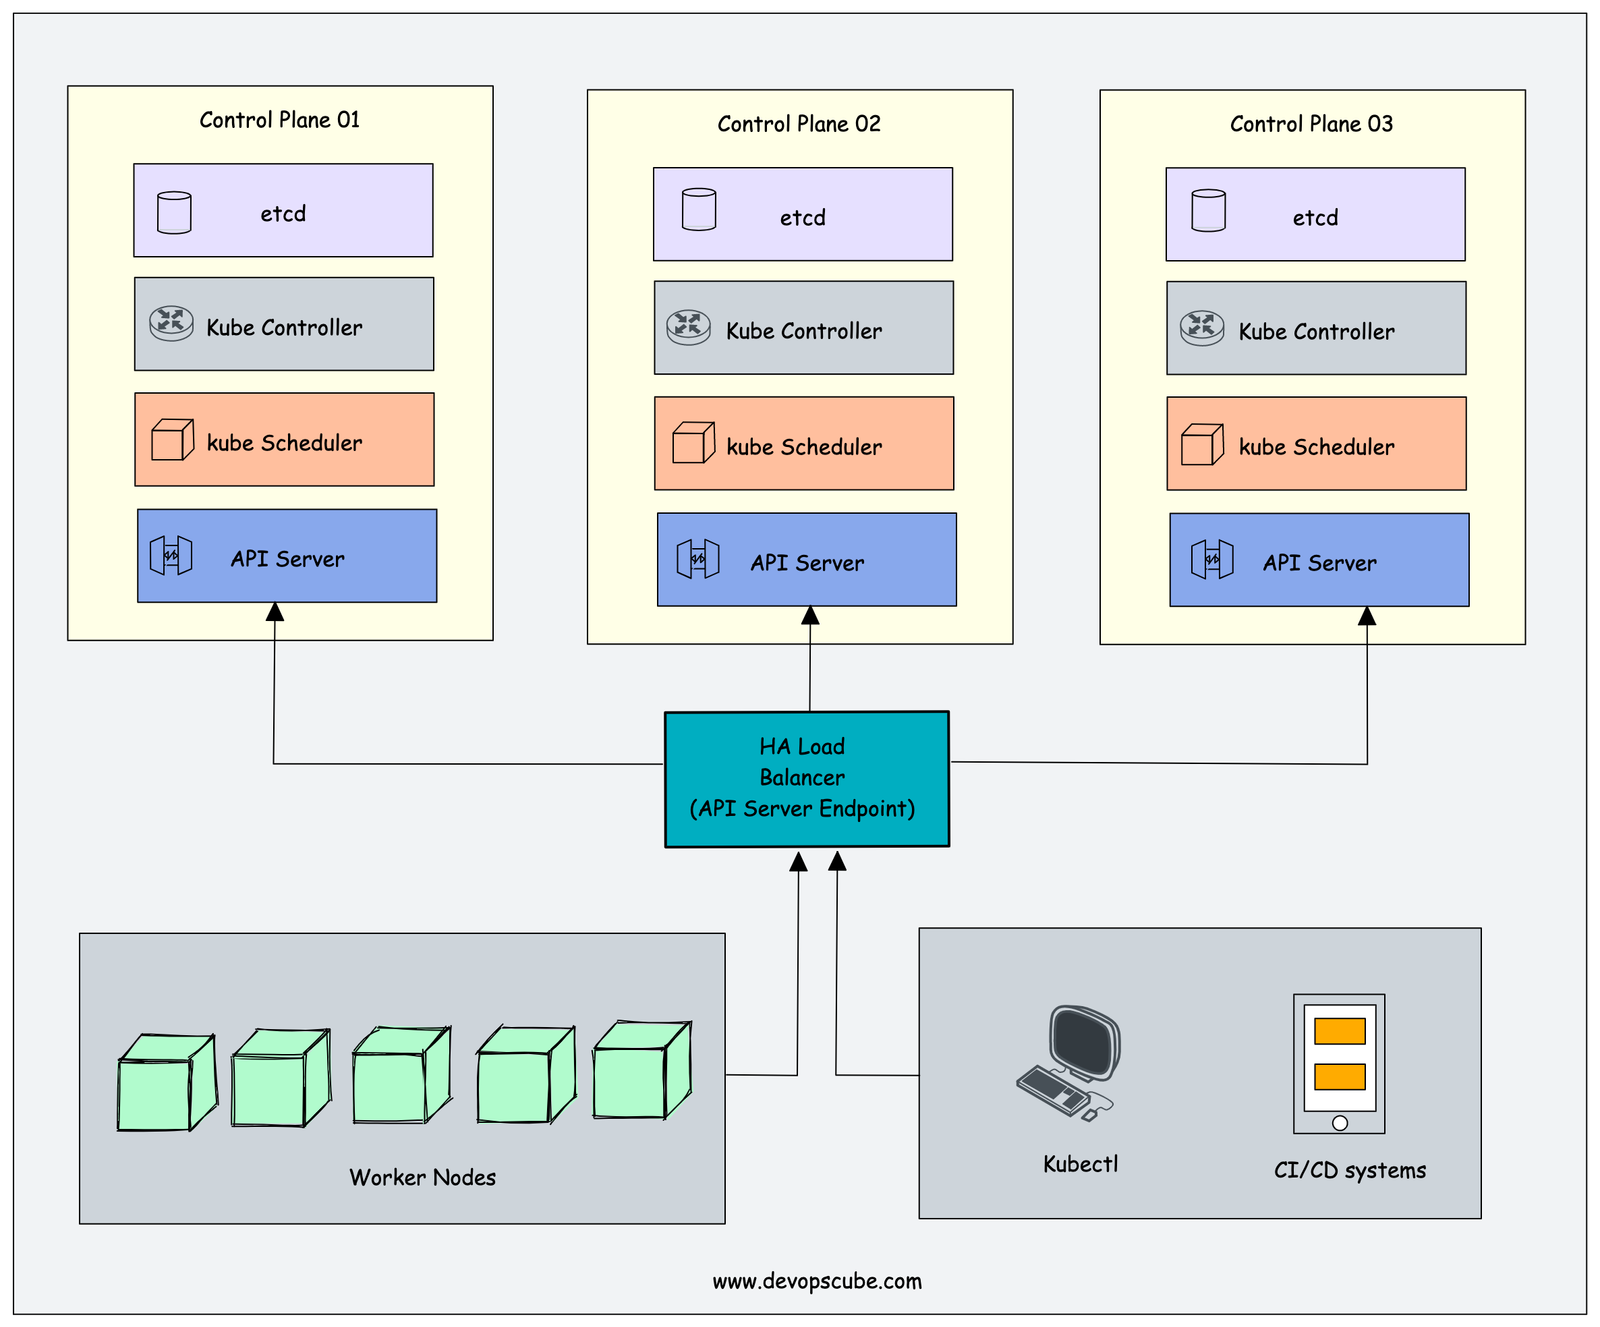 Control Plane 01
etcd
Kube Controller
kube Scheduler
API Server
Control Plane 02
etcd
Kube Controller
kube Scheduler
API Server
Control Plane 03
etcd
Kube Controller
kube Scheduler
API Server
HA Load
Balancer
(API Server Endpoint)
Worker Nodes
Kubectl
CI/CD systems
www.devopscube.com